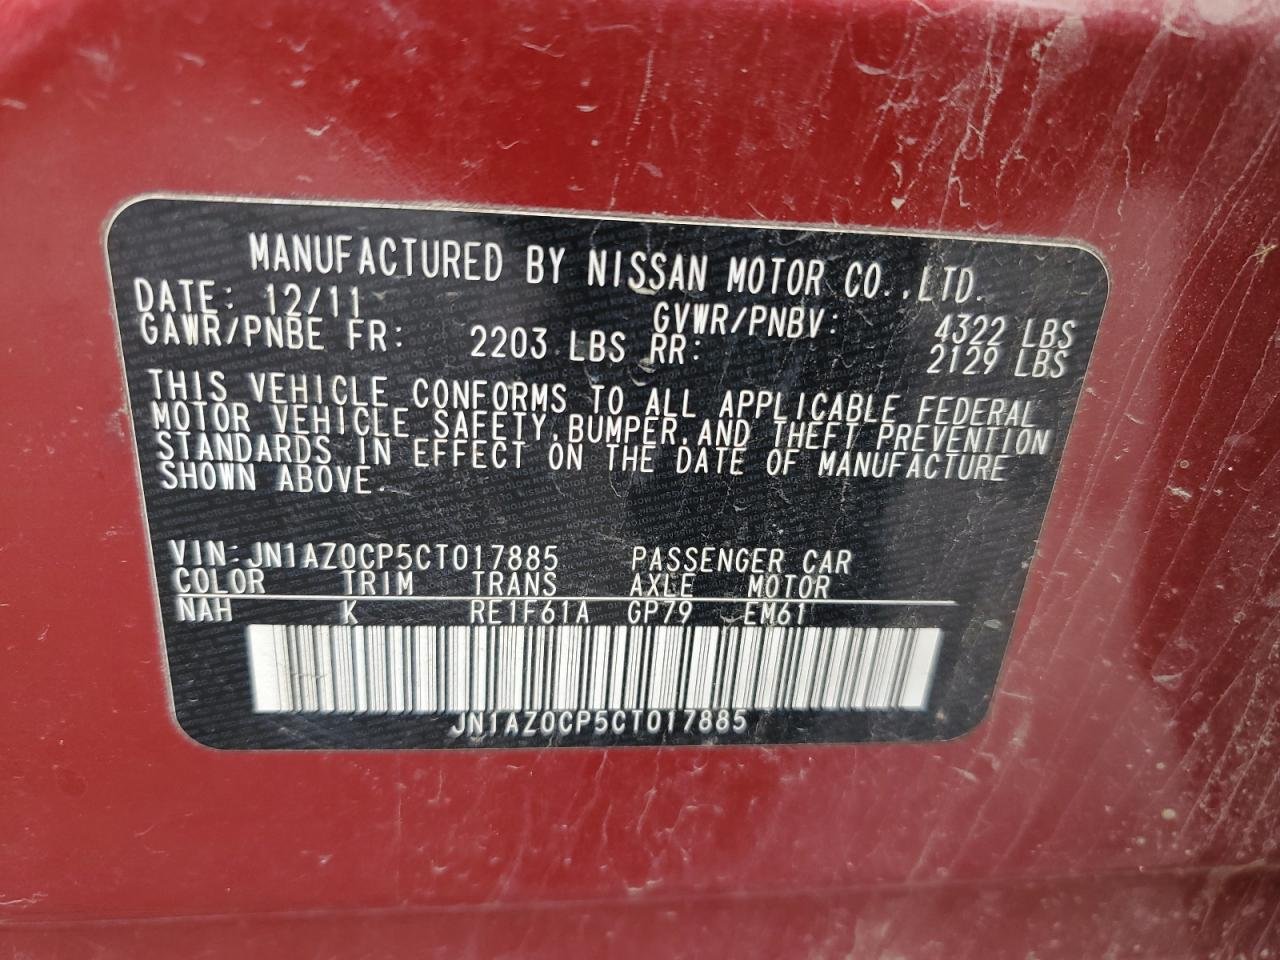 MANUFACTURED BY NISSAN MOTOR CO.,LTD.
DATE: 12/11 GVWR/PNBV: 4322 LBS
GAWR/PNBE FR: 2203 LBS RR: 2129 LBS
THIS VEHICLE CONFORMS TO ALL APPLICABLE FEDERAL
MOTOR VEHICLE SAFETY,BUMPER,AND THEFT PREVENTION
STANDARDS IN EFFECT ON THE DATE OF MANUFACTURE
SHOWN ABOVE.
VIN:JN1AZ0CP5CT017885 PASSENGER CAR
COLOR TRIM TRANS AXLE MOTOR
NAH K RE1F61A GP79 EM61
JN1AZ0CP5CT017885